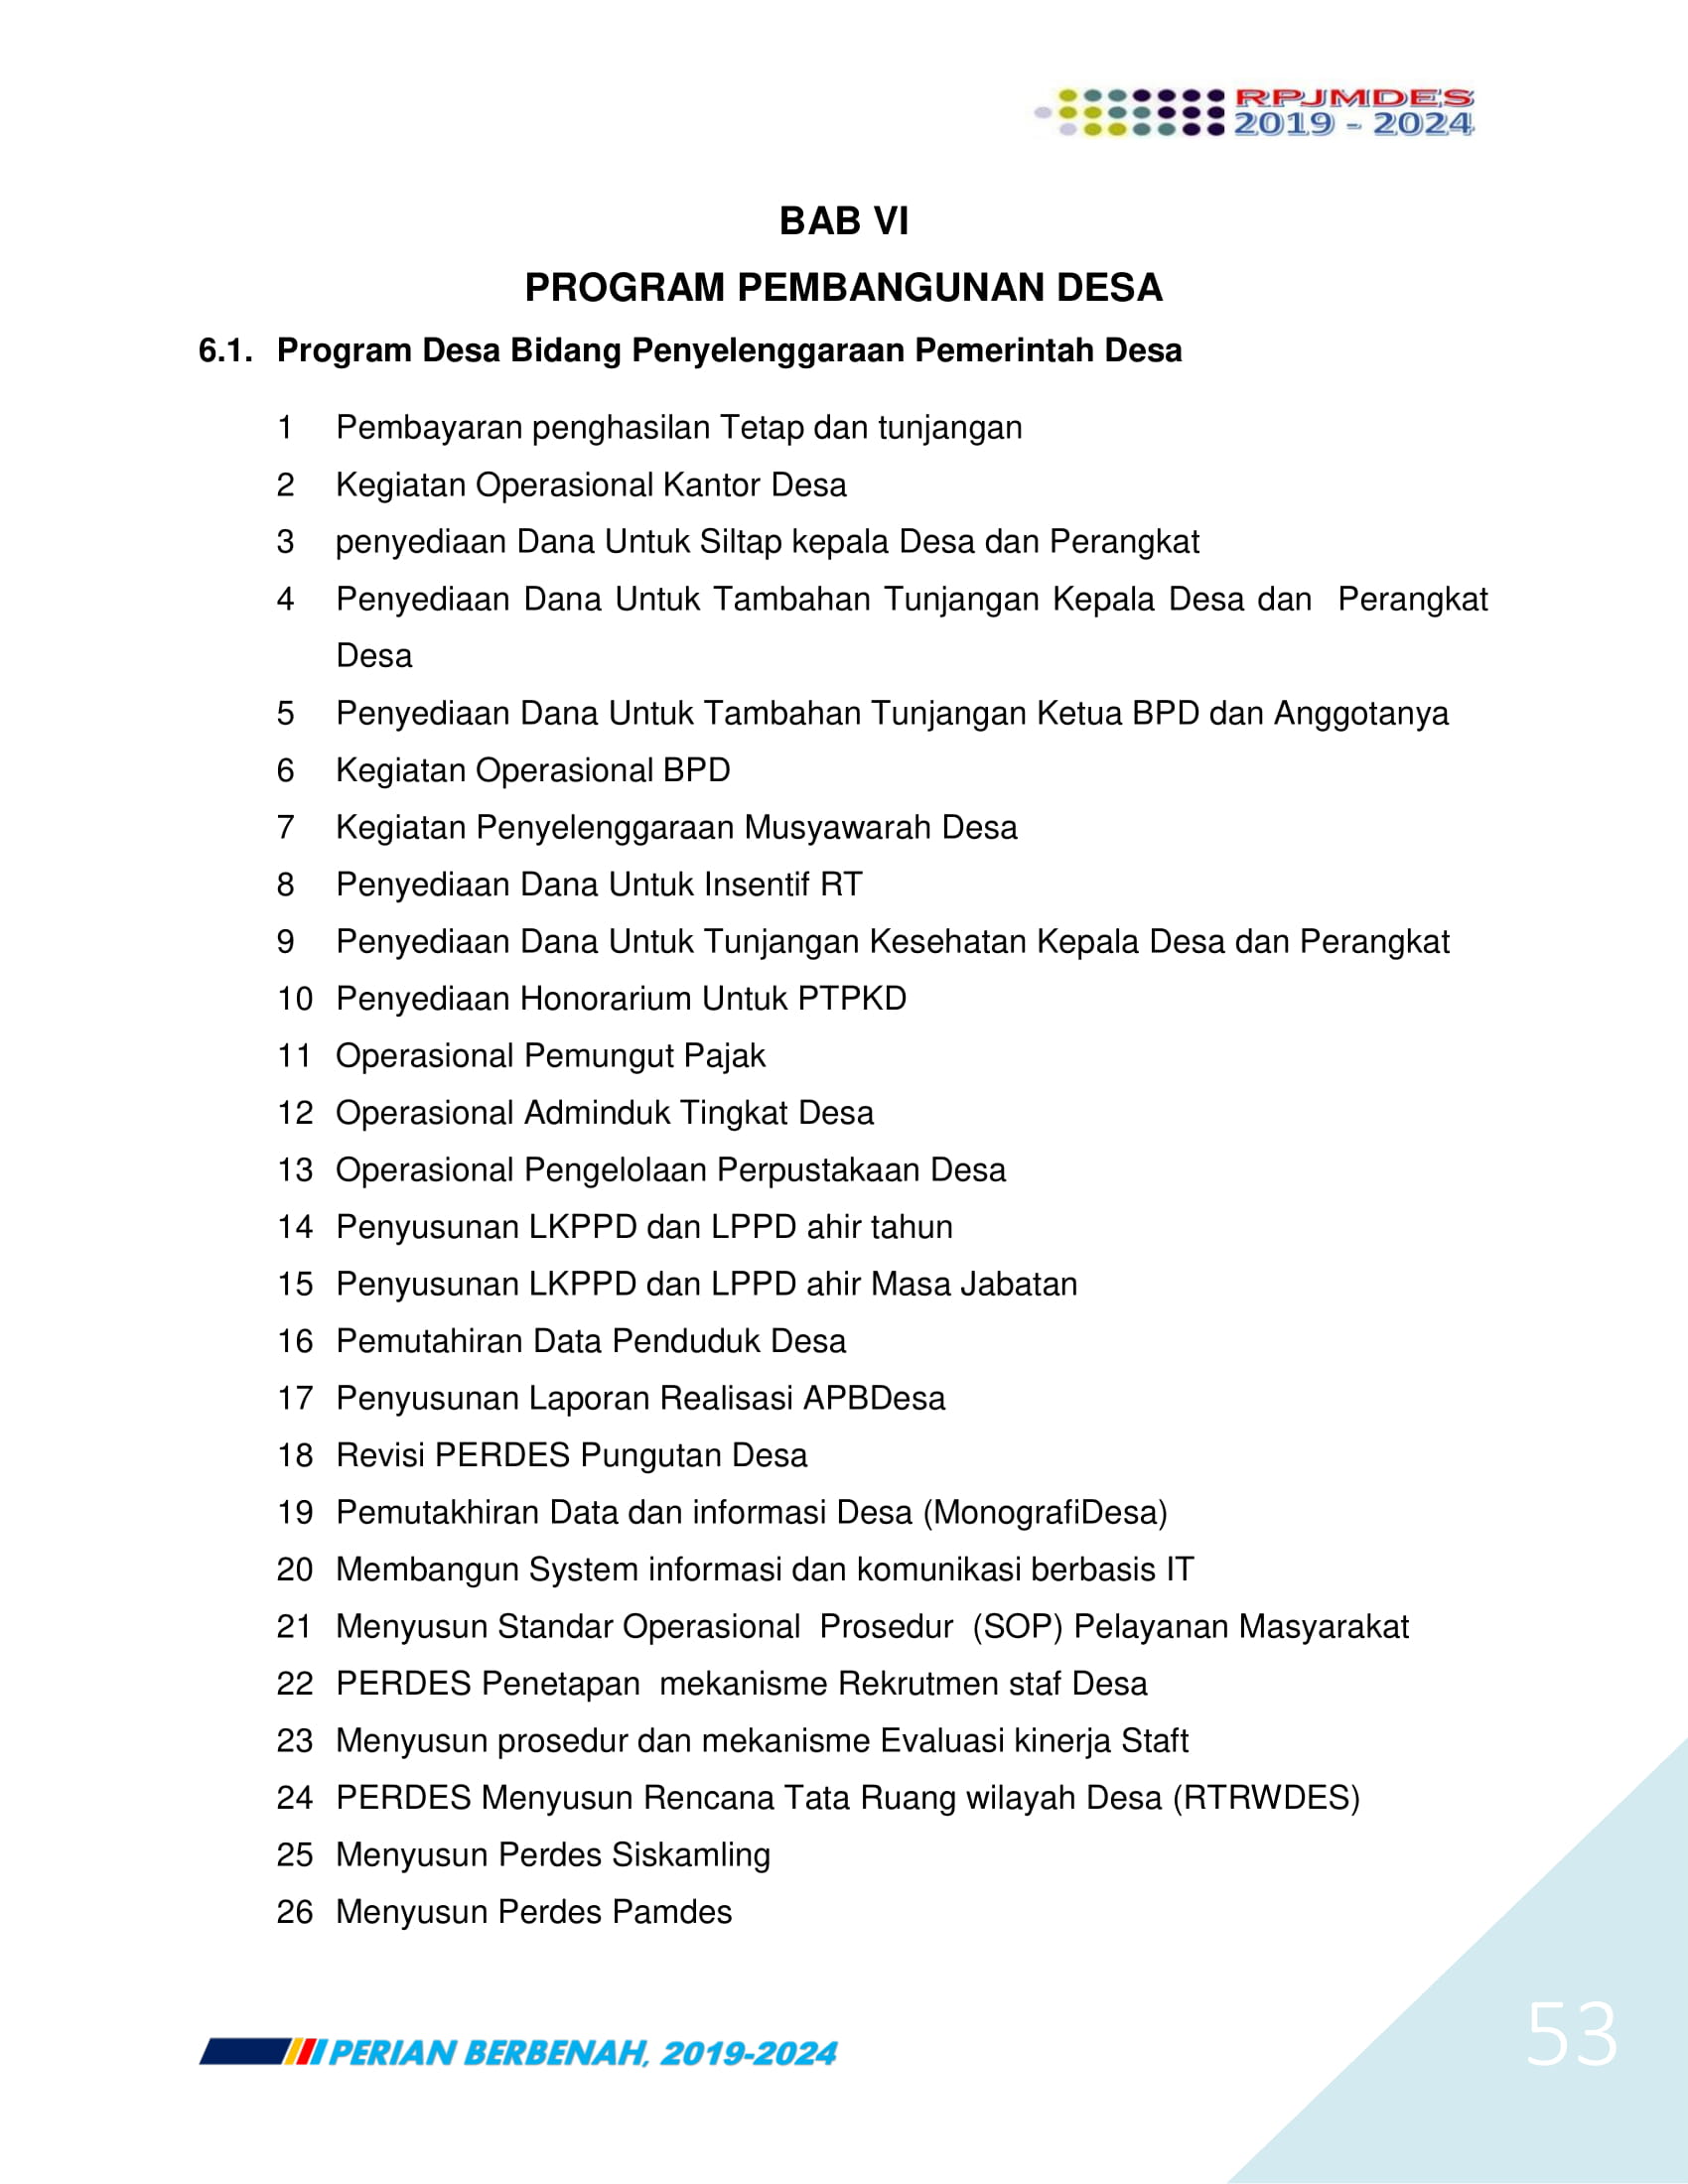 RPJMDES
2019 - 2024
BAB VI
PROGRAM PEMBANGUNAN DESA
6.1. Program Desa Bidang Penyelenggaraan Pemerintah Desa
1 Pembayaran penghasilan Tetap dan tunjangan
2 Kegiatan Operasional Kantor Desa
3 penyediaan Dana Untuk Siltap kepala Desa dan Perangkat
4 Penyediaan Dana Untuk Tambahan Tunjangan Kepala Desa dan Perangkat
Desa
5 Penyediaan Dana Untuk Tambahan Tunjangan Ketua BPD dan Anggotanya
6 Kegiatan Operasional BPD
7 Kegiatan Penyelenggaraan Musyawarah Desa
8 Penyediaan Dana Untuk Insentif RT
9 Penyediaan Dana Untuk Tunjangan Kesehatan Kepala Desa dan Perangkat
10 Penyediaan Honorarium Untuk PTPKD
11 Operasional Pemungut Pajak
12 Operasional Adminduk Tingkat Desa
13 Operasional Pengelolaan Perpustakaan Desa
14 Penyusunan LKPPD dan LPPD ahir tahun
15 Penyusunan LKPPD dan LPPD ahir Masa Jabatan
16 Pemutahiran Data Penduduk Desa
17 Penyusunan Laporan Realisasi APBDesa
18 Revisi PERDES Pungutan Desa
19 Pemutakhiran Data dan informasi Desa (MonografiDesa)
20 Membangun System informasi dan komunikasi berbasis IT
21 Menyusun Standar Operasional Prosedur (SOP) Pelayanan Masyarakat
22 PERDES Penetapan mekanisme Rekrutmen staf Desa
23 Menyusun prosedur dan mekanisme Evaluasi kinerja Staft
24 PERDES Menyusun Rencana Tata Ruang wilayah Desa (RTRWDES)
25 Menyusun Perdes Siskamling
26 Menyusun Perdes Pamdes
PERIAN BERBENAH, 2019-2024
53